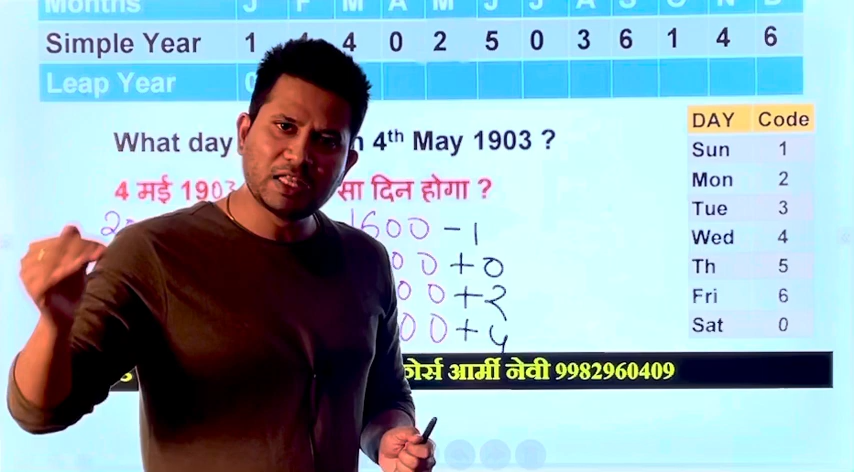 Months J F M A M J J A S O N D
Simple Year 1 4 4 0 2 5 0 3 6 1 4 6
Leap Year 0
What day 4th May 1903 ?
4 मई 1903 सा दिन होगा ?
1600 - 1
00 + 0
00 + 2
00 + 4
कोर्स आर्मी नेवी 9982960409
DAY Code
Sun 1
Mon 2
Tue 3
Wed 4
Th 5
Fri 6
Sat 0